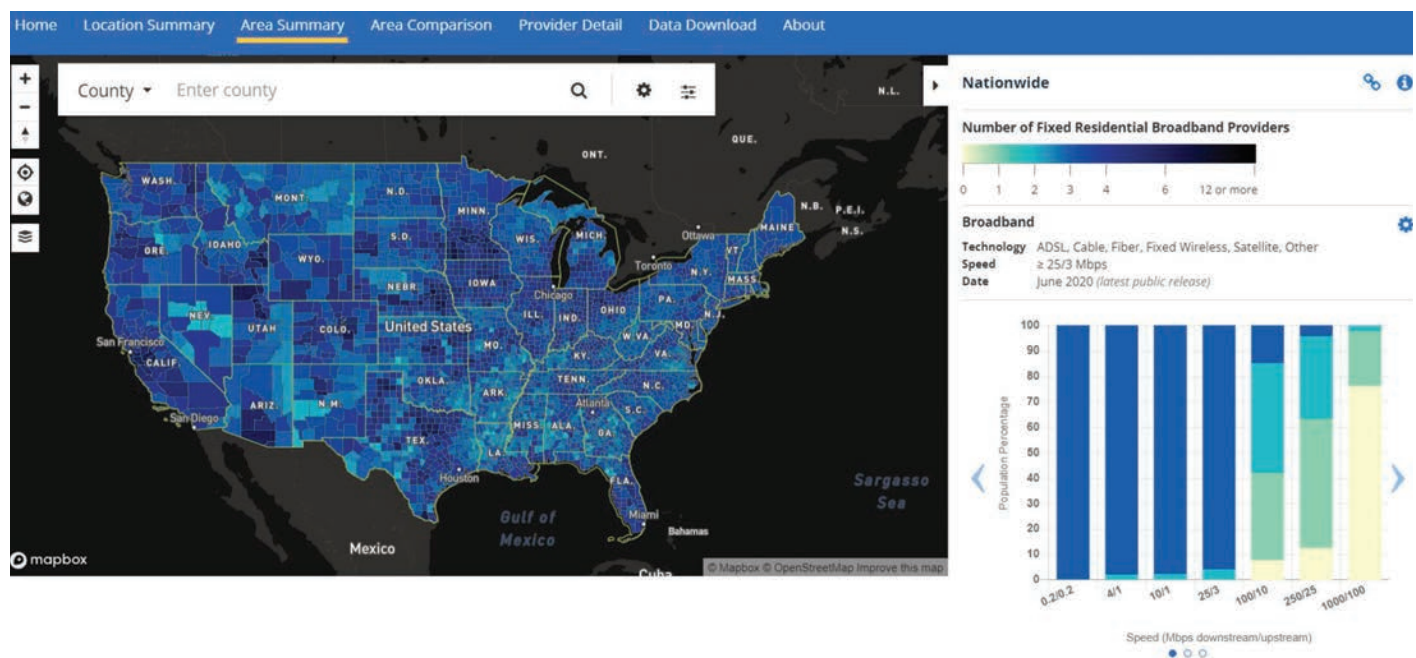 Home Location Summary Area Summary Area Comparison Provider Detail Data Download About
County Enter county
Nationwide
Number of Fixed Residential Broadband Providers
0 1 2 3 4 6 12 or more
Broadband
Technology ADSL, Cable, Fiber, Fixed Wireless, Satellite, Other
Speed ≥ 25/3 Mbps
Date June 2020 (latest public release)
100
90
80
70
60
50
40
30
20
10
0
Population Percentage
0.2/0.2 4/1 10/1 25/3 100/10 250/25 1000/100
Speed (Mbps downstream/upstream)
N.L.
QUE.
ONT.
N.B. P.E.I.
N.S.
WASH.
MONT.
N.D.
MINN.
MAINE
Ottawa
ORE.
IDAHO
S.D.
WIS.
MICH.
VT.
WYO.
Toronto
N.Y.
MASS.
NEBR.
IOWA
Chicago
PA.
NEV.
UTAH
COLO.
United States
ILL.
IND.
OHIO
N.J.
MD.
San Francisco
CALIF.
MO.
W.VA.
VA.
KY.
OKLA.
ARK.
TENN.
N.C.
San Diego
ARIZ.
N.M.
Atlanta
S.C.
TEX.
MISS.
ALA.
GA.
LA.
Houston
FLA.
Sargasso
Sea
Gulf of
Mexico
Miami
Bahamas
Mexico
Cuba
mapbox
© Mapbox © OpenStreetMap Improve this map